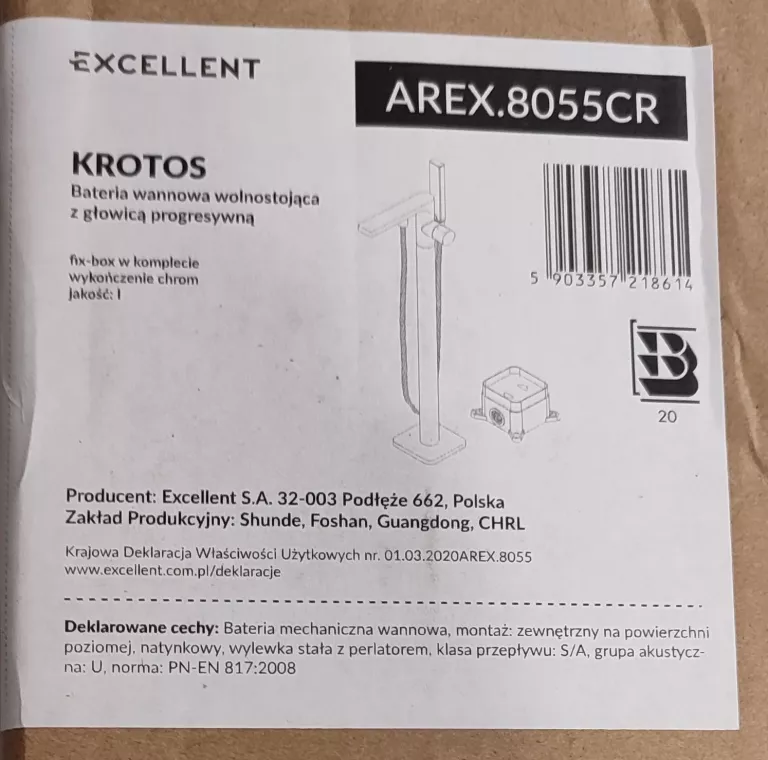 EXCELLENT
AREX.8055CR
KROTOS
Bateria wannowa wolnostojąca
z głowicą progresywną
fix-box w komplecie
wykończenie chrom
jakość: I
5 903357 218614
B
20
Producent: Excellent S.A. 32-003 Podłęże 662, Polska
Zakład Produkcyjny: Shunde, Foshan, Guangdong, CHRL
Krajowa Deklaracja Właściwości Użytkowych nr. 01.03.2020AREX.8055
www.excellent.com.pl/deklaracje
Deklarowane cechy: Bateria mechaniczna wannowa, montaż: zewnętrzny na powierzchni
poziomej, natynkowy, wylewka stała z perlatorem, klasa przepływu: S/A, grupa akustycz-
na: U, norma: PN-EN 817:2008